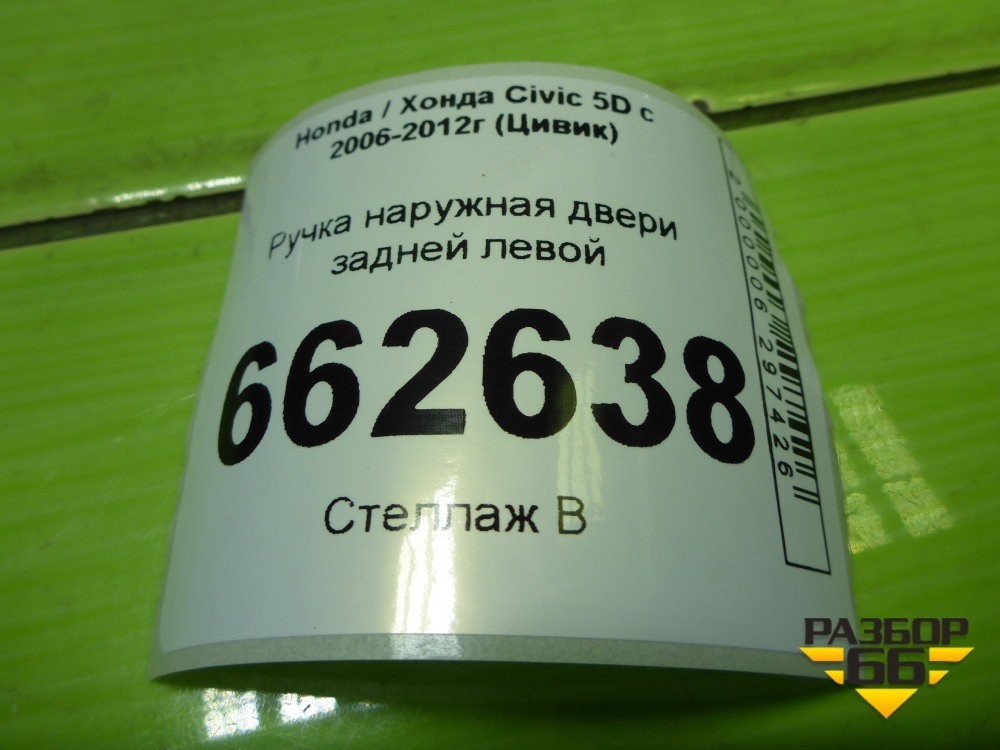 Honda / Хонда Civic 5D с
2006-2012г (Цивик)
Ручка наружная двери
задней левой
662638
Стеллаж В
2000006297426
РАЗБОР
66